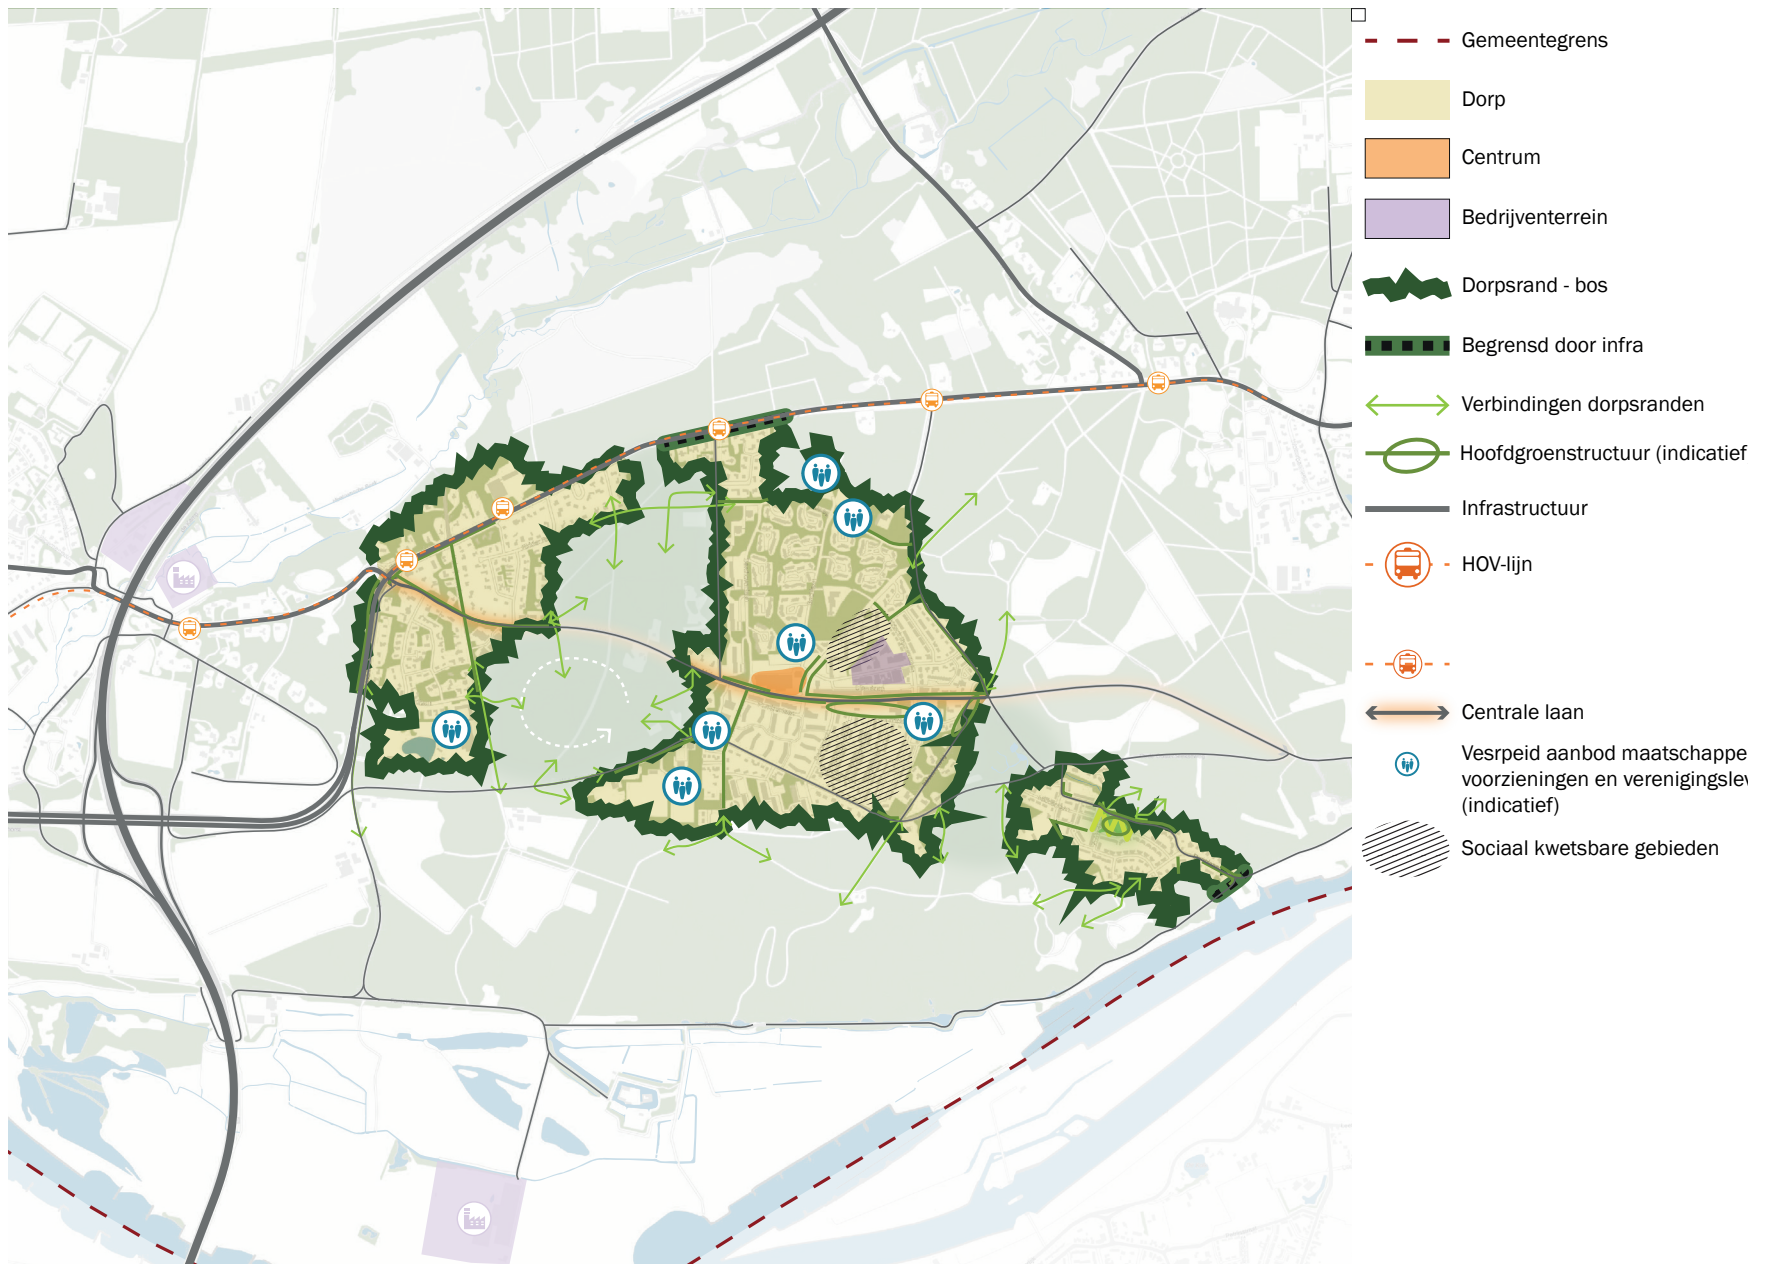 Gemeentegrens
Dorp
Centrum
Bedrijventerrein
Dorpsrand - bos
Begrensd door infra
Verbindingen dorpsranden
Hoofdgroenstructuur (indicatief
Infrastructuur
HOV-lijn
Centrale laan
Vesrpeid aanbod maatschappe
voorzieningen en verenigingslev
(indicatief)
Sociaal kwetsbare gebieden